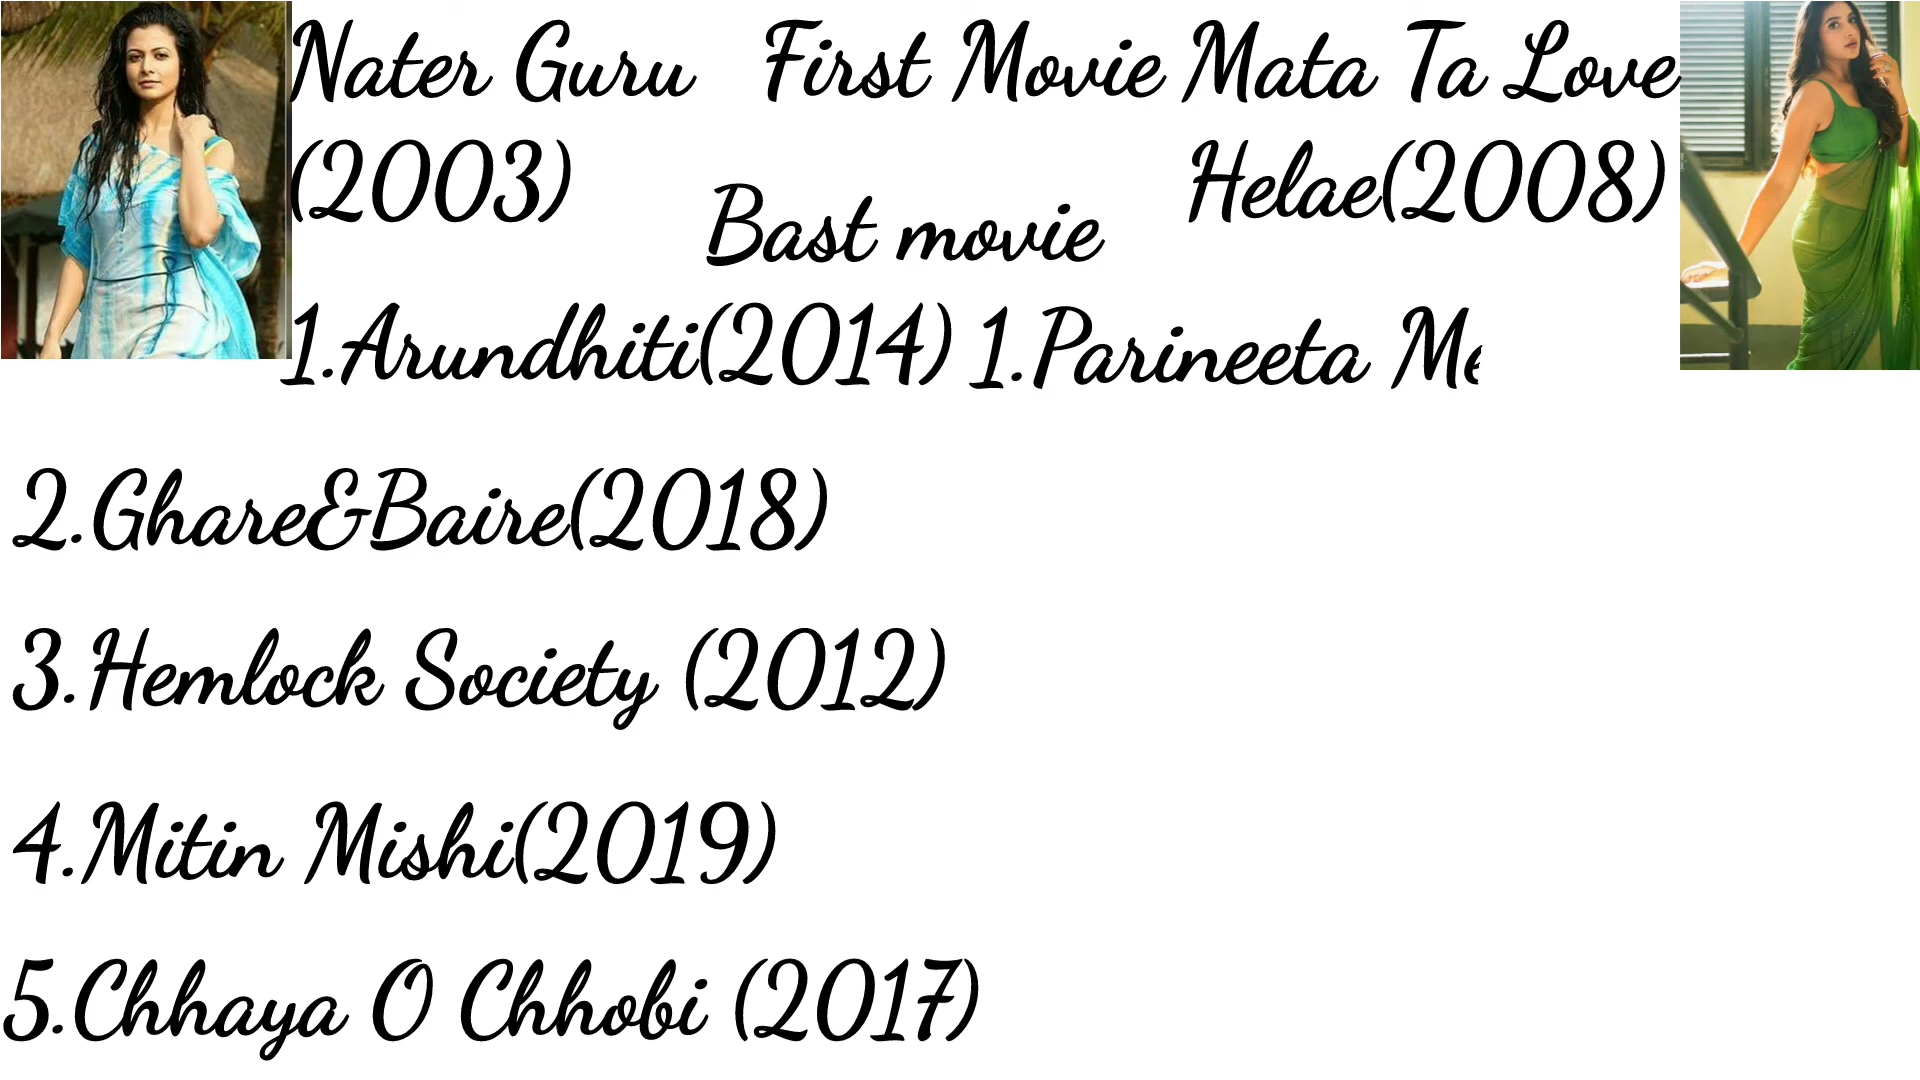 Nater Guru First Movie Mata Ta Love
(2003) Helae(2008)
Bast movie
1.Arundhiti(2014) 1.Parineeta Me
2.Ghare&Baire(2018)
3.Hemlock Society (2012)
4.Mitin Mishi(2019)
5.Chhaya O Chhobi (2017)